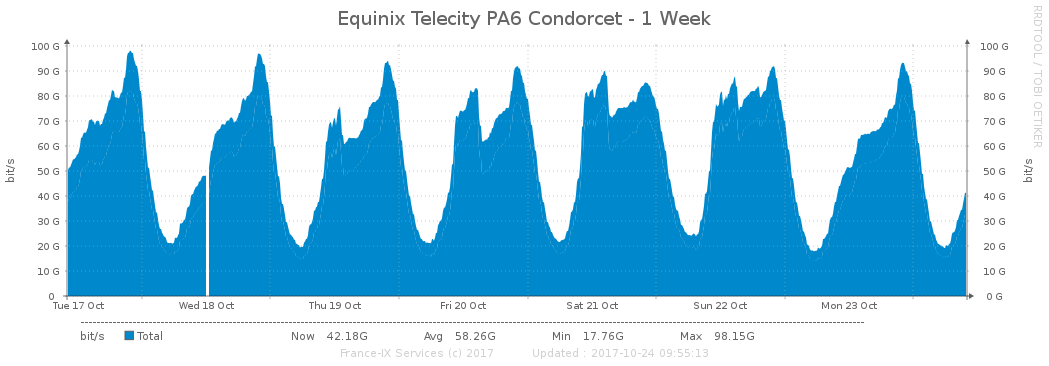 Equinix Telecity PA6 Condorcet - 1 Week
RRDTOOL / TOBI OETIKER
bit/s
bit/s
100 G 100 G
90 G 90 G
80 G 80 G
70 G 70 G
60 G 60 G
50 G 50 G
40 G 40 G
30 G 30 G
20 G 20 G
10 G 10 G
0 0 G
Tue 17 Oct Wed 18 Oct Thu 19 Oct Fri 20 Oct Sat 21 Oct Sun 22 Oct Mon 23 Oct
bit/s Total Now 42.18G Avg 58.26G Min 17.76G Max 98.15G
France-IX Services (c) 2017 Updated : 2017-10-24 09:55:13